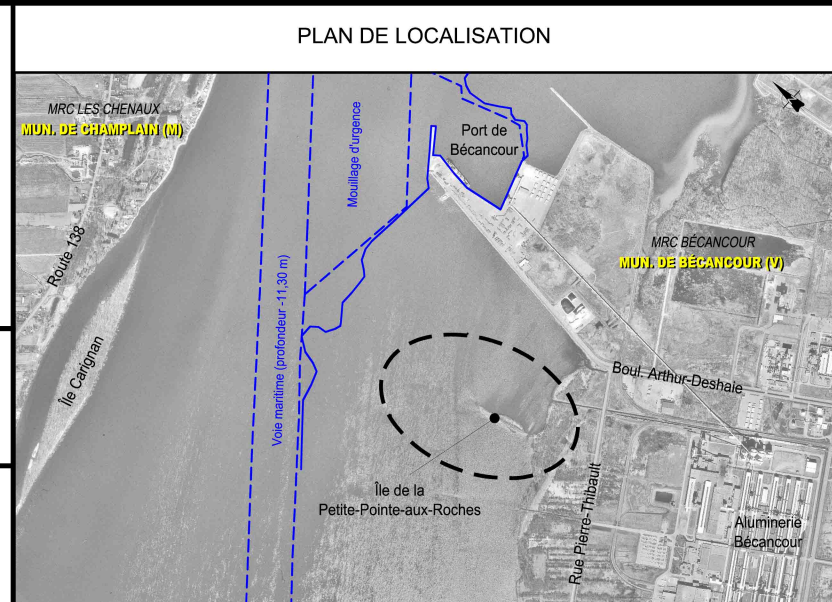 PLAN DE LOCALISATION
MRC LES CHENAUX
MUN. DE CHAMPLAIN (M)
Route 138
Île Carignan
Voie maritime (profondeur -11,30 m)
Mouillage d'urgence
Port de
Bécancour
MRC BÉCANCOUR
MUN. DE BÉCANCOUR (V)
Boul. Arthur-Deshaie
Île de la
Petite-Pointe-aux-Roches
Rue Pierre-Thibault
Aluminerie
Bécancour